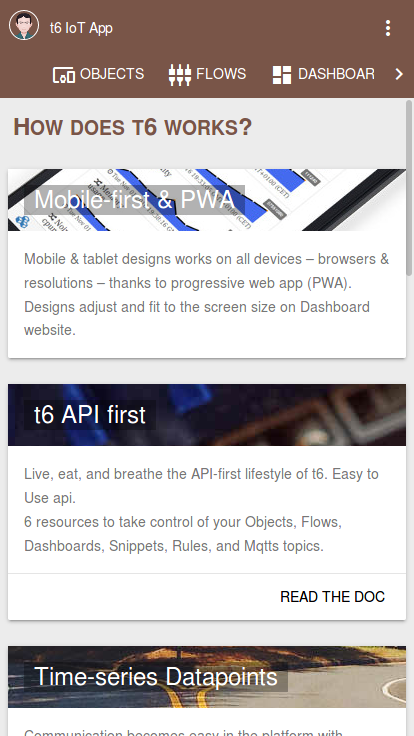 t6 IoT App
OBJECTS FLOWS DASHBOAR
How does t6 works?
Mobile-first & PWA
Mobile & tablet designs works on all devices – browsers &
resolutions – thanks to progressive web app (PWA).
Designs adjust and fit to the screen size on Dashboard
website.
t6 API first
Live, eat, and breathe the API-first lifestyle of t6. Easy to
Use api.
6 resources to take control of your Objects, Flows,
Dashboards, Snippets, Rules, and Mqtts topics.
READ THE DOC
Time-series Datapoints
Communication becomes easy in the platform with